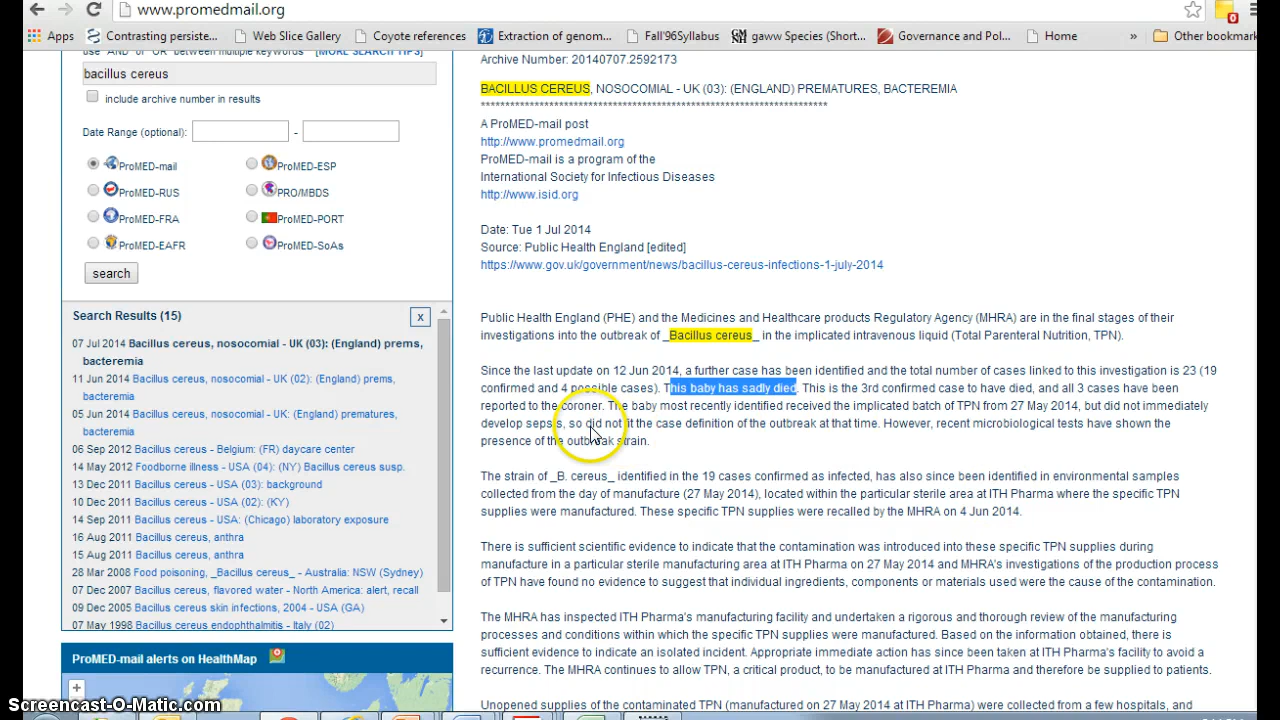 www.promedmail.org
Apps
Contrasting persiste...
Web Slice Gallery
Coyote references
Extraction of genom...
Fall'96Syllabus
gaww Species (Short...
Governance and Pol...
Home
»
Other bookmark
use 'AND' or 'OR' between multiple keywords [MORE SEARCH TIPS]
bacillus cereus
include archive number in results
Date Range (optional): -
ProMED-mail
ProMED-ESP
ProMED-RUS
PRO/MBDS
ProMED-FRA
ProMED-PORT
ProMED-EAFR
ProMED-SoAs
search
Search Results (15)
x
07 Jul 2014 Bacillus cereus, nosocomial - UK (03): (England) prems,
bacteremia
11 Jun 2014 Bacillus cereus, nosocomial - UK (02): (England) prems,
bacteremia
05 Jun 2014 Bacillus cereus, nosocomial - UK: (England) prematures,
bacteremia
06 Sep 2012 Bacillus cereus - Belgium: (FR) daycare center
14 May 2012 Foodborne illness - USA (04): (NY) Bacillus cereus susp.
13 Dec 2011 Bacillus cereus - USA (03): background
10 Dec 2011 Bacillus cereus - USA (02): (KY)
14 Sep 2011 Bacillus cereus - USA: (Chicago) laboratory exposure
16 Aug 2011 Bacillus cereus, anthra
15 Aug 2011 Bacillus cereus, anthra
28 Mar 2008 Food poisoning, _Bacillus cereus_ - Australia: NSW (Sydney)
07 Dec 2007 Bacillus cereus, flavored water - North America: alert, recall
09 Dec 2005 Bacillus cereus skin infections, 2004 - USA (GA)
07 May 1998 Bacillus cereus endophthalmitis - Italy (02)
ProMED-mail alerts on HealthMap
+
Archive Number: 20140707.2592173
BACILLUS CEREUS, NOSOCOMIAL - UK (03): (ENGLAND) PREMATURES, BACTEREMIA
**********************************************************************
A ProMED-mail post
http://www.promedmail.org
ProMED-mail is a program of the
International Society for Infectious Diseases
http://www.isid.org
Date: Tue 1 Jul 2014
Source: Public Health England [edited]
https://www.gov.uk/government/news/bacillus-cereus-infections-1-july-2014
Public Health England (PHE) and the Medicines and Healthcare products Regulatory Agency (MHRA) are in the final stages of their
investigations into the outbreak of _Bacillus cereus_ in the implicated intravenous liquid (Total Parenteral Nutrition, TPN).
Since the last update on 12 Jun 2014, a further case has been identified and the total number of cases linked to this investigation is 23 (19
confirmed and 4 possible cases). This baby has sadly died. This is the 3rd confirmed case to have died, and all 3 cases have been
reported to the coroner. The baby most recently identified received the implicated batch of TPN from 27 May 2014, but did not immediately
develop sepsis, so did not fit the case definition of the outbreak at that time. However, recent microbiological tests have shown the
presence of the outbreak strain.
The strain of _B. cereus_ identified in the 19 cases confirmed as infected, has also since been identified in environmental samples
collected from the day of manufacture (27 May 2014), located within the particular sterile area at ITH Pharma where the specific TPN
supplies were manufactured. These specific TPN supplies were recalled by the MHRA on 4 Jun 2014.
There is sufficient scientific evidence to indicate that the contamination was introduced into these specific TPN supplies during
manufacture in a particular sterile manufacturing area at ITH Pharma on 27 May 2014 and MHRA's investigations of the production process
of TPN have found no evidence to suggest that individual ingredients, components or materials used were the cause of the contamination.
The MHRA has inspected ITH Pharma's manufacturing facility and undertaken a rigorous and thorough review of the manufacturing
processes and conditions within which the specific TPN supplies were manufactured. Based on the information obtained, there is
sufficient evidence to indicate an isolated incident. Appropriate immediate action has since been taken at ITH Pharma's facility to avoid a
recurrence. The MHRA continues to allow TPN, a critical product, to be manufactured at ITH Pharma and therefore be supplied to patients.
Unopened supplies of the contaminated TPN (manufactured on 27 May 2014) were collected from a few hospitals, and
Screencast-O-Matic.com